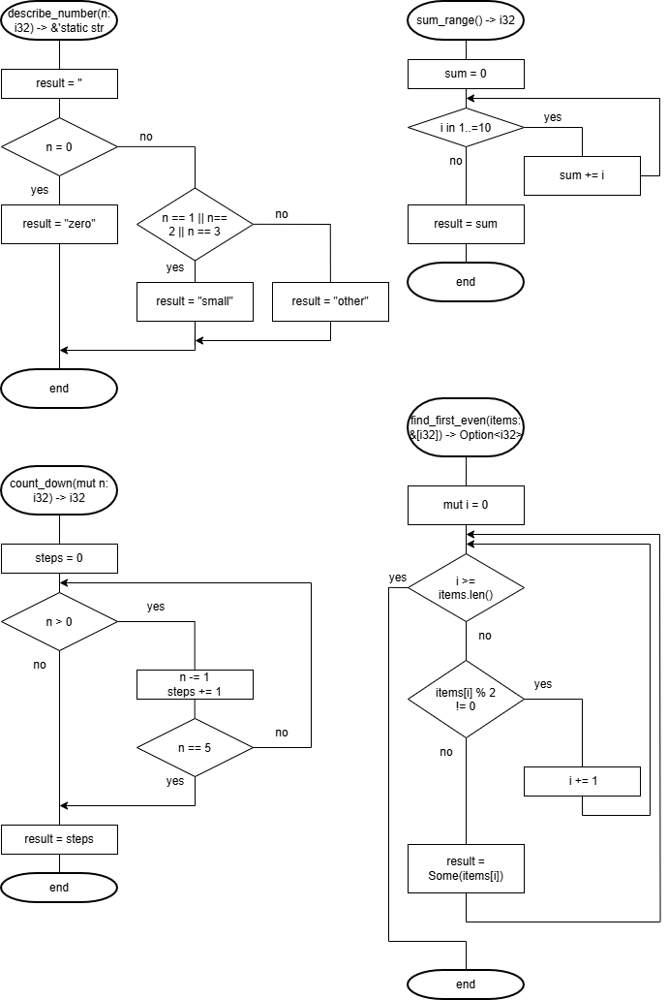 describe_number(n:
i32) -> &'static str
result = ''
n = 0
no
yes
result = "zero"
n == 1 || n==
2 || n == 3
no
yes
result = "small"
result = "other"
end
sum_range() -> i32
sum = 0
i in 1..=10
yes
no
sum += i
result = sum
end
count_down(mut n:
i32) -> i32
steps = 0
n > 0
yes
no
n -= 1
steps += 1
n == 5
no
yes
result = steps
end
find_first_even(items:
&[i32]) -> Option<i32>
mut i = 0
i >=
items.len()
yes
no
items[i] % 2
!= 0
yes
no
i += 1
result =
Some(items[i])
end